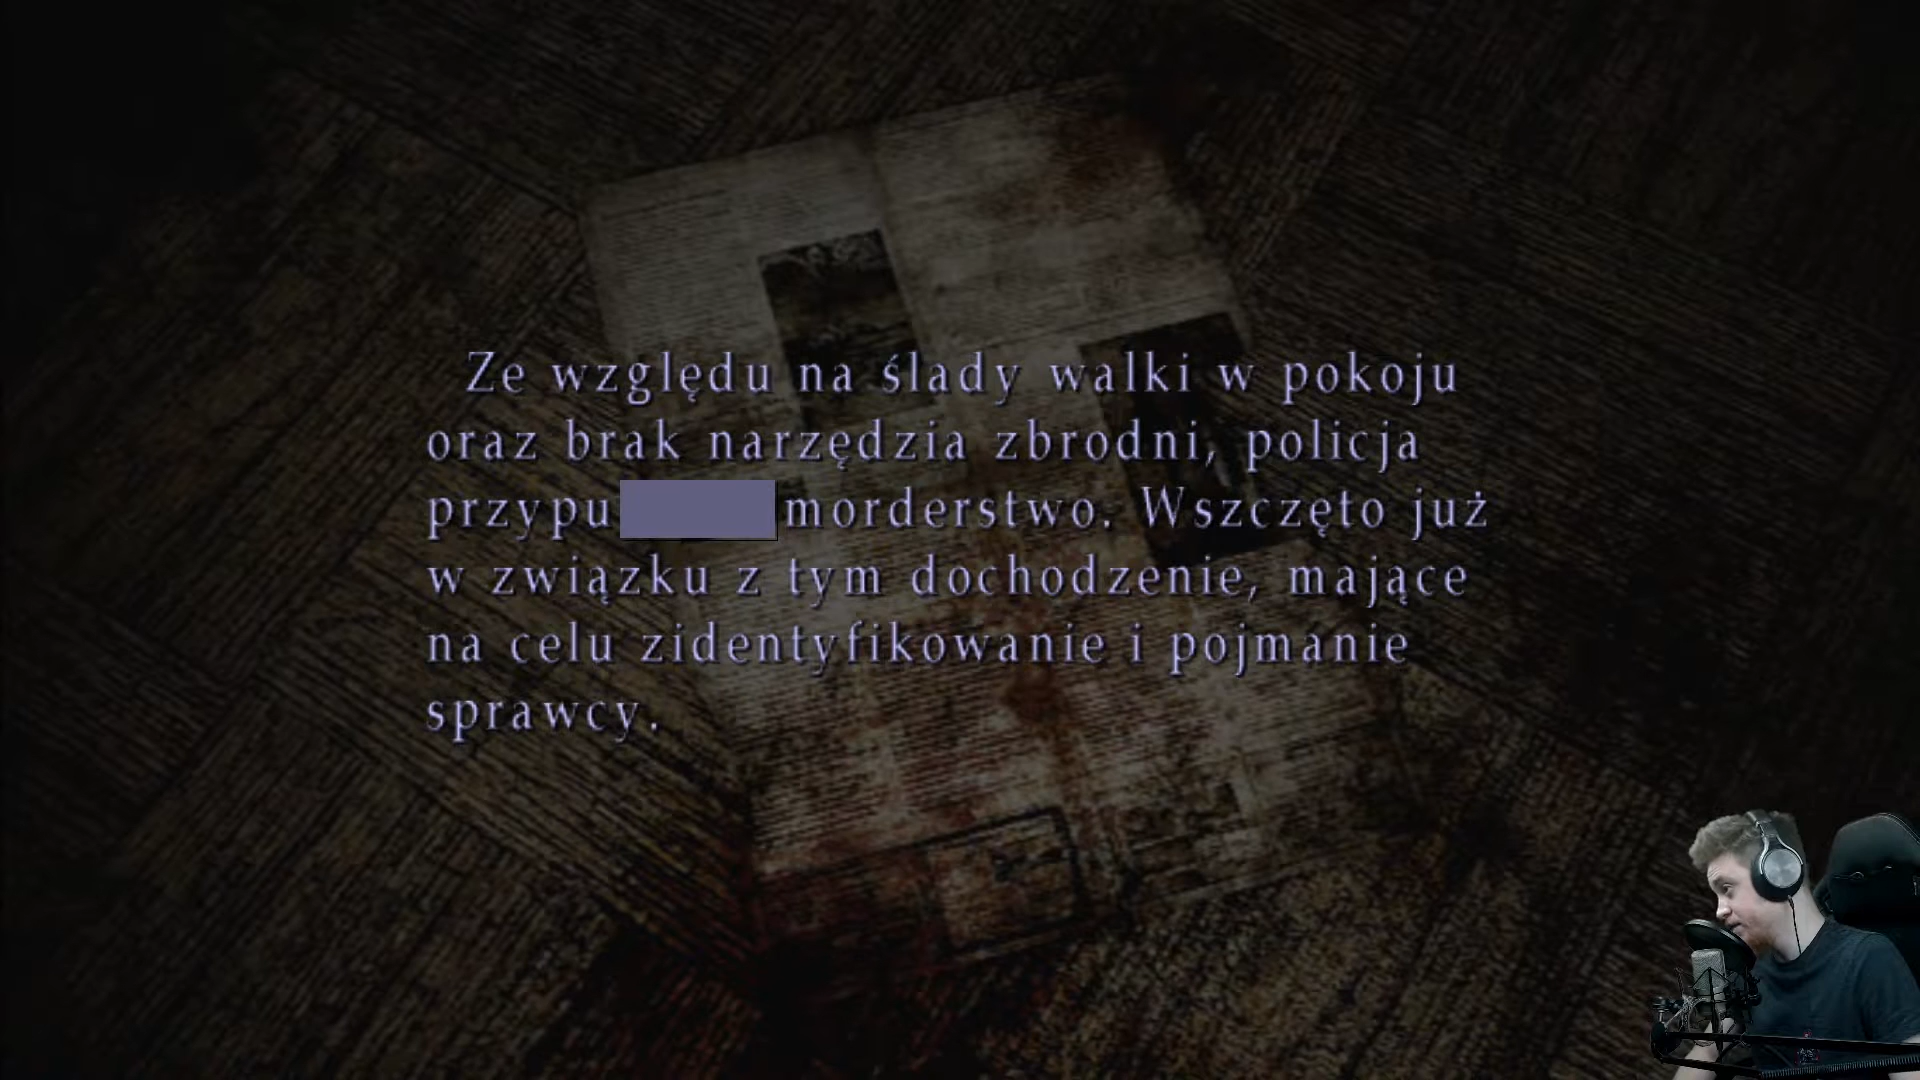 Ze względu na ślady walki w pokoju
oraz brak narzędzia zbrodni, policja
przypu morderstwo. Wszczęto już
w związku z tym dochodzenie, mające
na celu zidentyfikowanie i pojmanie
sprawcy.